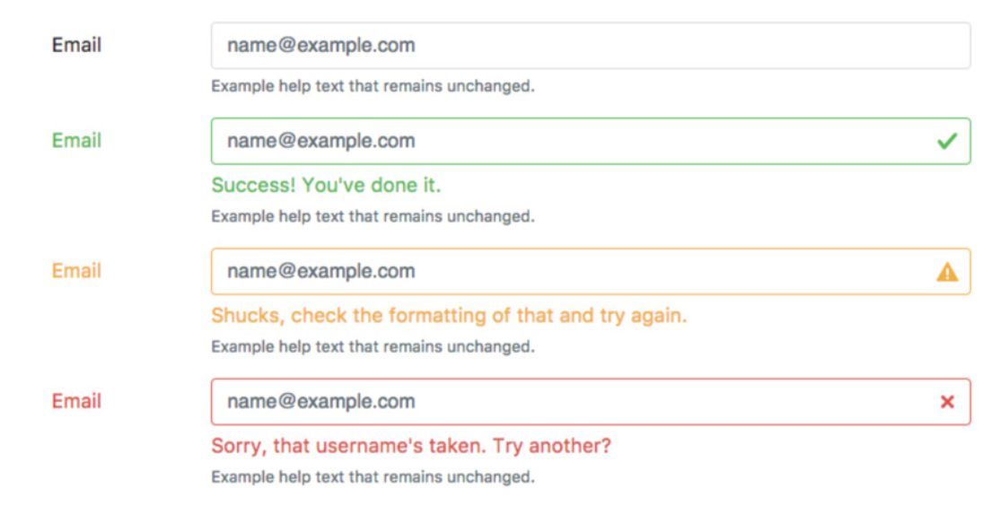 Email name@example.com
Example help text that remains unchanged.
Email name@example.com
Success! You've done it.
Example help text that remains unchanged.
Email name@example.com
Shucks, check the formatting of that and try again.
Example help text that remains unchanged.
Email name@example.com
Sorry, that username's taken. Try another?
Example help text that remains unchanged.